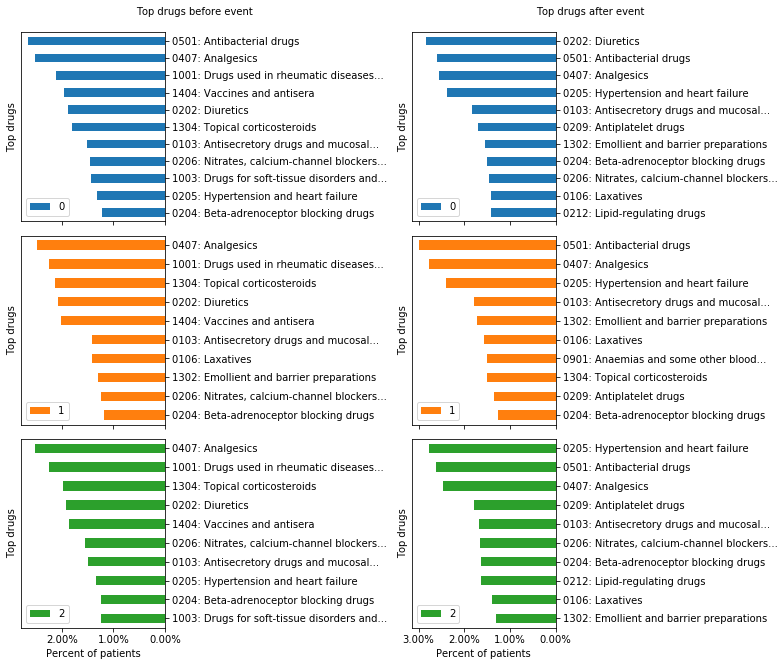 Top drugs before event
Top drugs
0501: Antibacterial drugs
0407: Analgesics
1001: Drugs used in rheumatic diseases...
1404: Vaccines and antisera
0202: Diuretics
1304: Topical corticosteroids
0103: Antisecretory drugs and mucosal...
0206: Nitrates, calcium-channel blockers...
1003: Drugs for soft-tissue disorders and...
0205: Hypertension and heart failure
0204: Beta-adrenoceptor blocking drugs
0
Top drugs
0407: Analgesics
1001: Drugs used in rheumatic diseases...
1304: Topical corticosteroids
0202: Diuretics
1404: Vaccines and antisera
0103: Antisecretory drugs and mucosal...
0106: Laxatives
1302: Emollient and barrier preparations
0206: Nitrates, calcium-channel blockers...
0204: Beta-adrenoceptor blocking drugs
1
Top drugs
0407: Analgesics
1001: Drugs used in rheumatic diseases...
1304: Topical corticosteroids
0202: Diuretics
1404: Vaccines and antisera
0206: Nitrates, calcium-channel blockers...
0103: Antisecretory drugs and mucosal...
0205: Hypertension and heart failure
0204: Beta-adrenoceptor blocking drugs
1003: Drugs for soft-tissue disorders and...
2
2.00% 1.00% 0.00%
Percent of patients
Top drugs after event
Top drugs
0202: Diuretics
0501: Antibacterial drugs
0407: Analgesics
0205: Hypertension and heart failure
0103: Antisecretory drugs and mucosal...
0209: Antiplatelet drugs
1302: Emollient and barrier preparations
0204: Beta-adrenoceptor blocking drugs
0206: Nitrates, calcium-channel blockers...
0106: Laxatives
0212: Lipid-regulating drugs
0
Top drugs
0501: Antibacterial drugs
0407: Analgesics
0205: Hypertension and heart failure
0103: Antisecretory drugs and mucosal...
1302: Emollient and barrier preparations
0106: Laxatives
0901: Anaemias and some other blood...
1304: Topical corticosteroids
0209: Antiplatelet drugs
0204: Beta-adrenoceptor blocking drugs
1
Top drugs
0205: Hypertension and heart failure
0501: Antibacterial drugs
0407: Analgesics
0209: Antiplatelet drugs
0103: Antisecretory drugs and mucosal...
0206: Nitrates, calcium-channel blockers...
0204: Beta-adrenoceptor blocking drugs
0212: Lipid-regulating drugs
0106: Laxatives
1302: Emollient and barrier preparations
2
3.00% 2.00% 1.00% 0.00%
Percent of patients